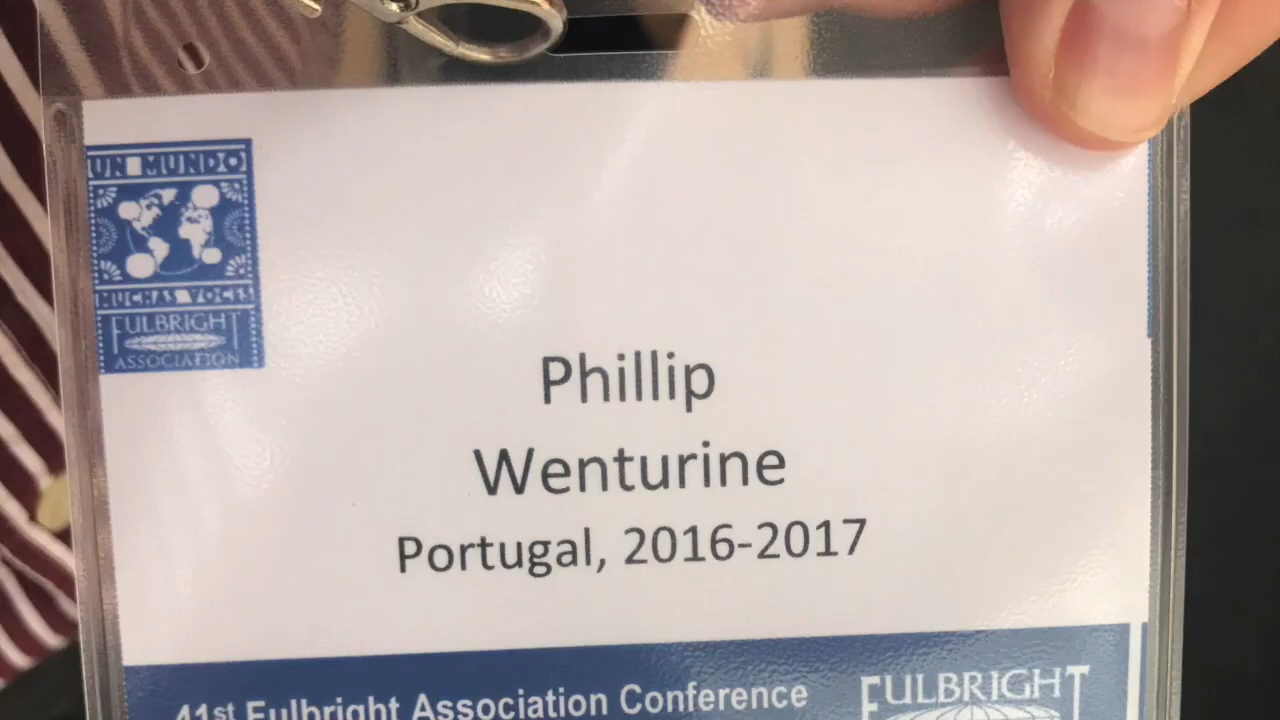 UN MUNDO
MUCHAS VOCES
FULBRIGHT
ASSOCIATION
Phillip
Wenturine
Portugal, 2016-2017
41st Fulbright Association Conference
FULBRIGHT